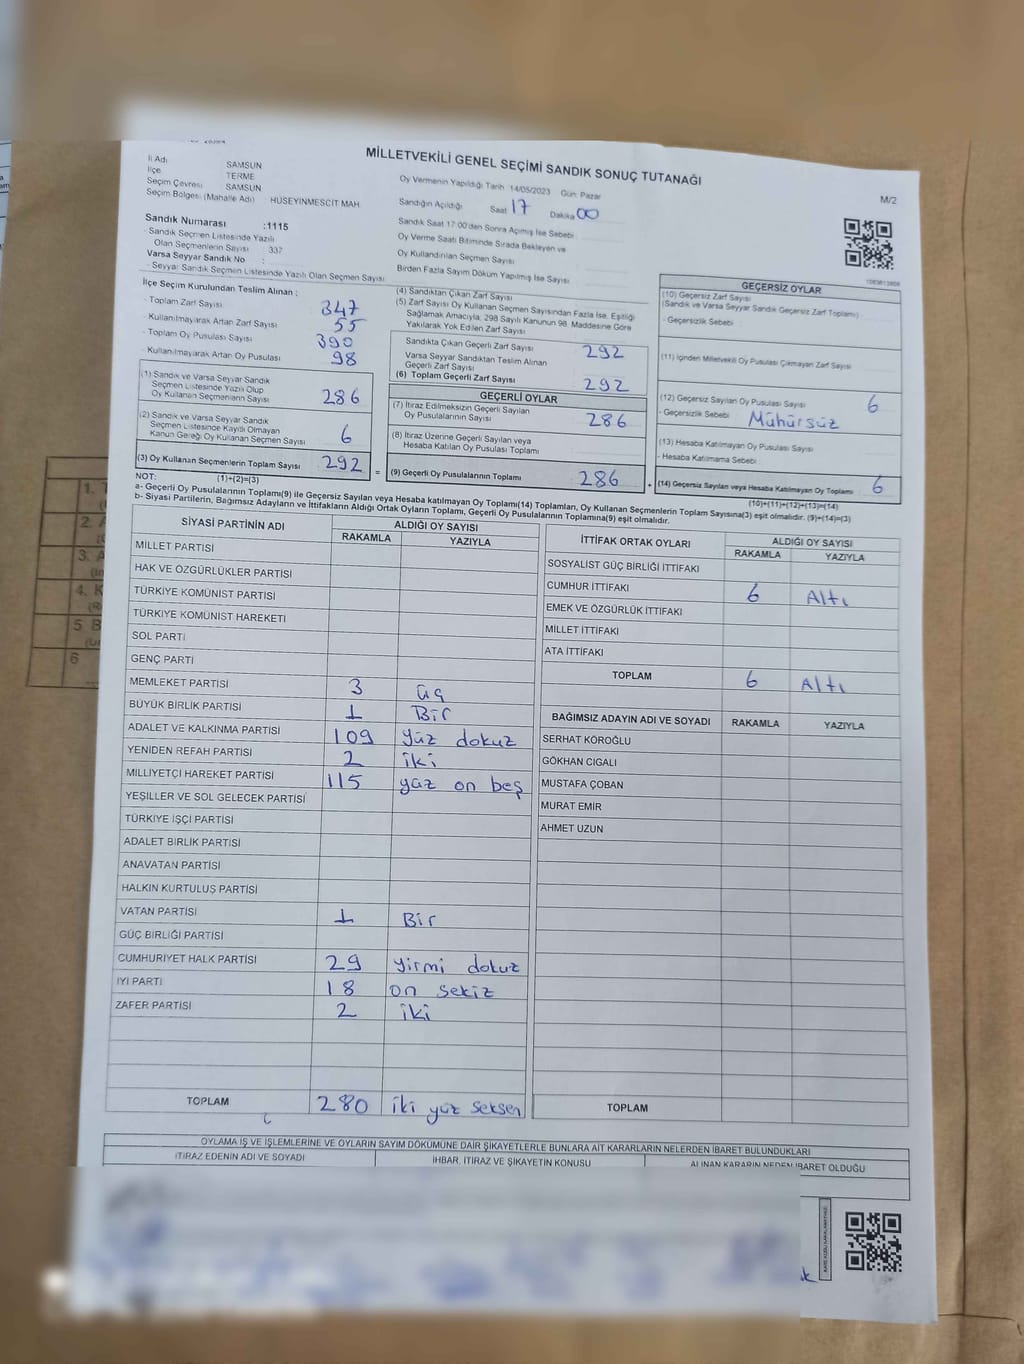 MİLLETVEKİLİ GENEL SEÇİMİ SANDIK SONUÇ TUTANAĞI
M/2
İl Adı SAMSUN
İlçe TERME
Seçim Çevresi SAMSUN
Seçim Bölgesi (Mahalle Adı) HÜSEYİNMESCİT MAH.
Oy Vermenin Yapıldığı Tarih 14/05/2023 Gün: Pazar
Sandığın Açıldığı Saat 17 Dakika 00
Sandık Saat 17:00'den Sonra Açılmış İse Sebebi
Oy Verme Saati Bitiminde Sırada Bekleyen ve
Oy Kullandırılan Seçmen Sayısı
Birden Fazla Sayım Döküm Yapılmış İse Sayısı
Sandık Numarası :1115
- Sandık Seçmen Listesinde Yazılı
Olan Seçmenlerin Sayısı : 337
Varsa Seyyar Sandık No :
- Seyyar Sandık Seçmen Listesinde Yazılı Olan Seçmen Sayısı
İlçe Seçim Kurulundan Teslim Alınan :
- Toplam Zarf Sayısı 347
- Kullanılmayarak Artan Zarf Sayısı 55
- Toplam Oy Pusulası Sayısı 390
- Kullanılmayarak Artan Oy Pusulası 98
(1) Sandık ve Varsa Seyyar Sandık
Seçmen Listesinde Yazılı Olup
Oy Kullanan Seçmenlerin Sayısı 286
(2) Sandık ve Varsa Seyyar Sandık
Seçmen Listesinde Kayıtlı Olmayan
Kanun Gereği Oy Kullanan Seçmen Sayısı 6
(3) Oy Kullanan Seçmenlerin Toplam Sayısı 292 =
(1)+(2)=(3)
(4) Sandıktan Çıkan Zarf Sayısı
(5) Zarf Sayısı Oy Kullanan Seçmen Sayısından Fazla İse, Eşitliği
Sağlamak Amacıyla, 298 Sayılı Kanunun 98. Maddesine Göre
Yakılarak Yok Edilen Zarf Sayısı
Sandıkta Çıkan Geçerli Zarf Sayısı 292
Varsa Seyyar Sandıktan Teslim Alınan
Geçerli Zarf Sayısı
(6) Toplam Geçerli Zarf Sayısı 292
GEÇERLİ OYLAR
(7) İtiraz Edilmeksizin Geçerli Sayılan
Oy Pusulalarının Sayısı 286
(8) İtiraz Üzerine Geçerli Sayılan veya
Hesaba Katılan Oy Pusulası Toplamı
(9) Geçerli Oy Pusulalarının Toplamı 286 +
GEÇERSİZ OYLAR
(10) Geçersiz Zarf Sayısı
(Sandık ve Varsa Seyyar Sandık Geçersiz Zarf Toplamı)
- Geçersizlik Sebebi
(11) İçinden Milletvekili Oy Pusulası Çıkmayan Zarf Sayısı
(12) Geçersiz Sayılan Oy Pusulası Sayısı 6
- Geçersizlik Sebebi Mühürsüz
(13) Hesaba Katılmayan Oy Pusulası Sayısı
- Hesaba Katılmama Sebebi
(14) Geçersiz Sayılan veya Hesaba Katılmayan Oy Toplamı 6
(10)+(11)+(12)+(13)=(14)
NOT:
a- Geçerli Oy Pusulalarının Toplamı(9) ile Geçersiz Sayılan veya Hesaba katılmayan Oy Toplamı(14) Toplamları, Oy Kullanan Seçmenlerin Toplam Sayısına(3) eşit olmalıdır. (9)+(14)=(3)
b- Siyasi Partilerin, Bağımsız Adayların ve İttifakların Aldığı Ortak Oyların Toplamı, Geçerli Oy Pusulalarının Toplamına(9) eşit olmalıdır.
SİYASİ PARTİNİN ADI ALDIĞI OY SAYISI
RAKAMLA YAZIYLA
MİLLET PARTİSİ
HAK VE ÖZGÜRLÜKLER PARTİSİ
TÜRKİYE KOMÜNİST PARTİSİ
TÜRKİYE KOMÜNİST HAREKETİ
SOL PARTİ
GENÇ PARTİ
MEMLEKET PARTİSİ 3 üç
BÜYÜK BİRLİK PARTİSİ 1 Bir
ADALET VE KALKINMA PARTİSİ 109 yüz dokuz
YENİDEN REFAH PARTİSİ 2 iki
MİLLİYETÇİ HAREKET PARTİSİ 115 yüz on beş
YEŞİLLER VE SOL GELECEK PARTİSİ
TÜRKİYE İŞÇİ PARTİSİ
ADALET BİRLİK PARTİSİ
ANAVATAN PARTİSİ
HALKIN KURTULUŞ PARTİSİ
VATAN PARTİSİ 1 Bir
GÜÇ BİRLİĞİ PARTİSİ
CUMHURİYET HALK PARTİSİ 29 yirmi dokuz
İYİ PARTİ 18 on sekiz
ZAFER PARTİSİ 2 iki
TOPLAM 280 iki yüz seksen
İTTİFAK ORTAK OYLARI ALDIĞI OY SAYISI
RAKAMLA YAZIYLA
SOSYALİST GÜÇ BİRLİĞİ İTTİFAKI
CUMHUR İTTİFAKI 6 Altı
EMEK VE ÖZGÜRLÜK İTTİFAKI
MİLLET İTTİFAKI
ATA İTTİFAKI
TOPLAM 6 Altı
BAĞIMSIZ ADAYIN ADI VE SOYADI RAKAMLA YAZIYLA
SERHAT KÖROĞLU
GÖKHAN CIGALI
MUSTAFA ÇOBAN
MURAT EMİR
AHMET UZUN
TOPLAM
OYLAMA İŞ VE İŞLEMLERİNE VE OYLARIN SAYIM DÖKÜMÜNE DAİR ŞİKAYETLERLE BUNLARA AİT KARARLARIN NELERDEN İBARET BULUNDUKLARI
İTİRAZ EDENİN ADI VE SOYADI İHBAR, İTİRAZ VE ŞİKAYETİN KONUSU ALINAN KARARIN NEDEN İBARET OLDUĞU